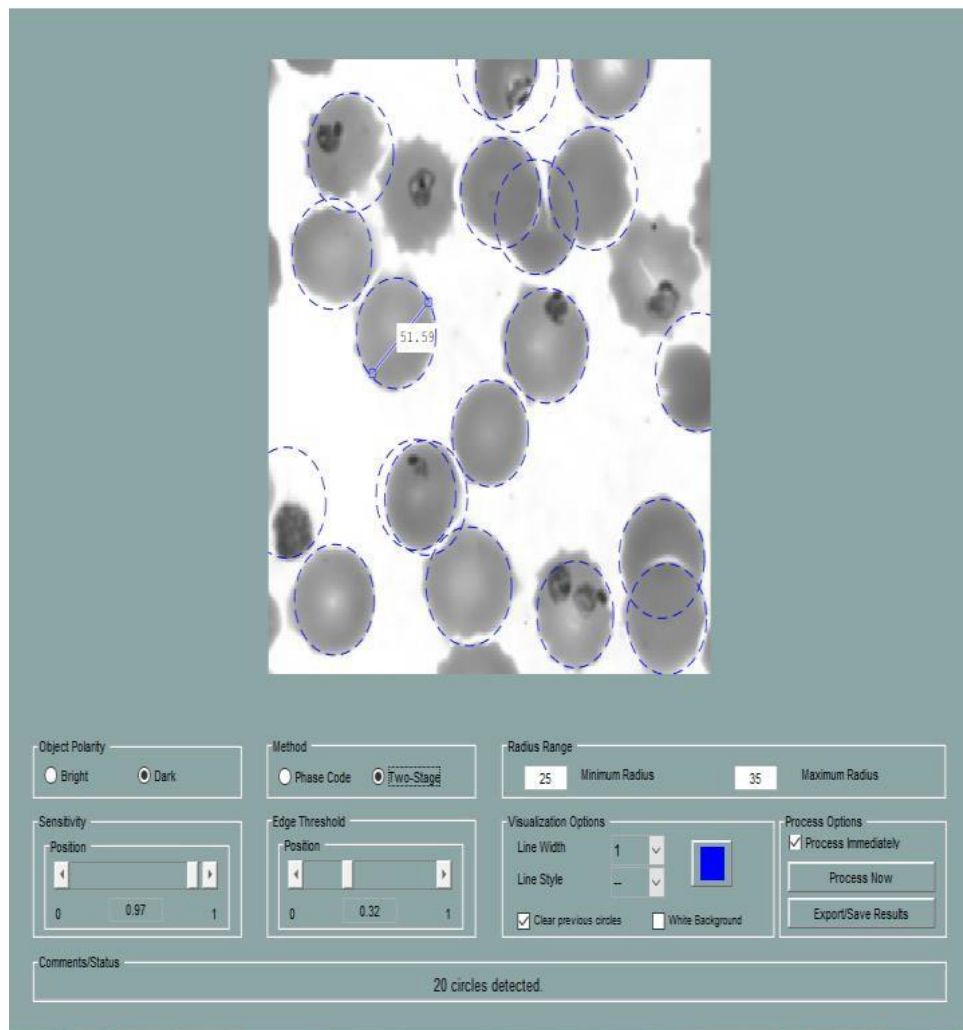 51.59
Object Polarity
Bright
Dark
Method
Phase Code
Two-Stage
Radius Range
25
Minimum Radius
35
Maximum Radius
Sensitivity
Position
0
0.97
1
Edge Threshold
Position
0
0.32
1
Visualization Options
Line Width
1
Line Style
--
Clear previous circles
White Background
Process Options
Process Immediately
Process Now
Export/Save Results
Comments/Status
20 circles detected.